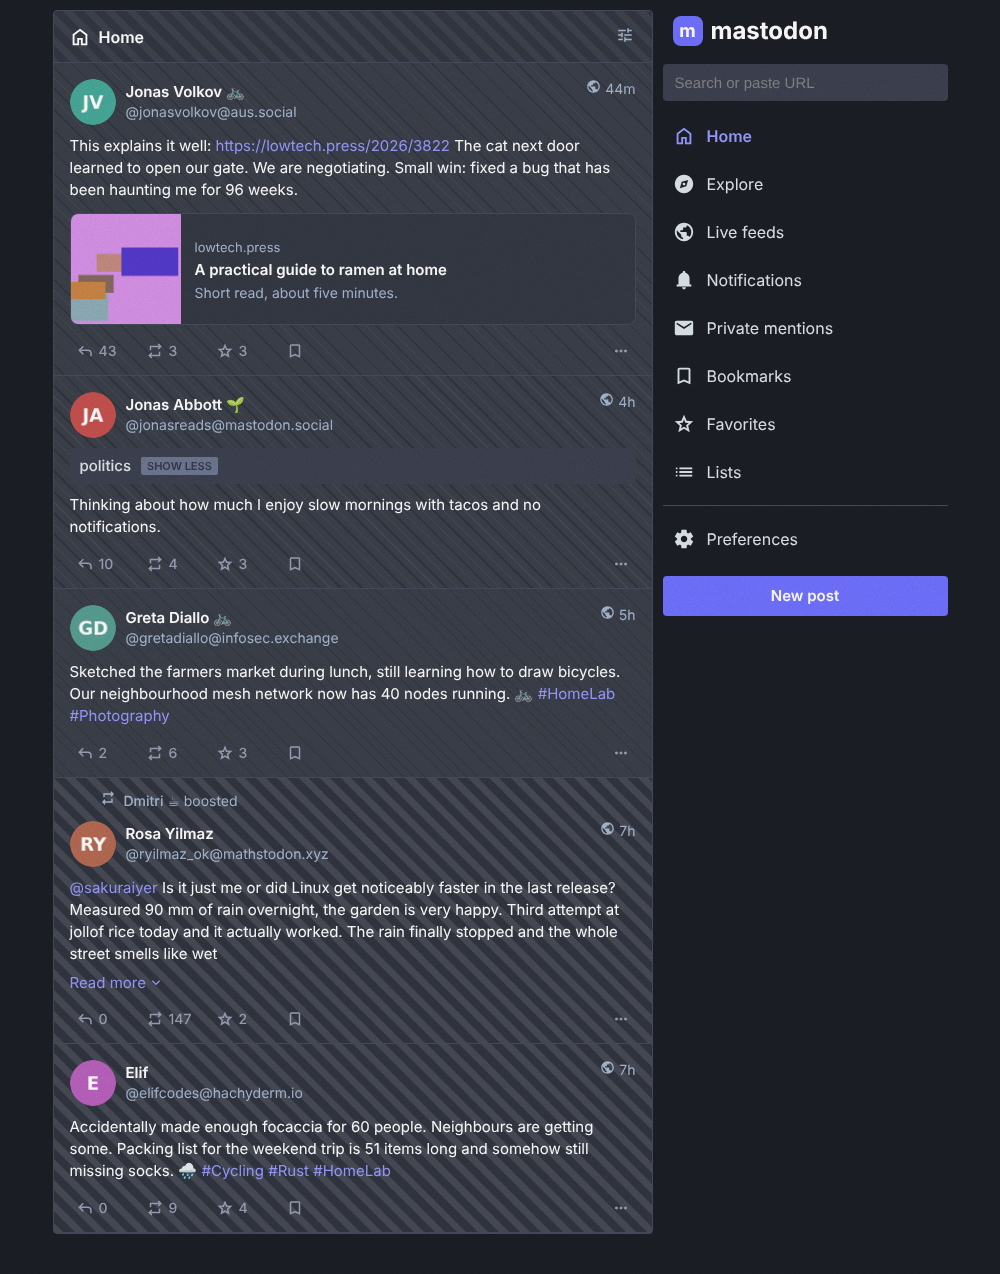 Home
JV
Jonas Volkov 🚲
44m
@jonasvolkov@aus.social
This explains it well: https://lowtech.press/2026/3822 The cat next door
learned to open our gate. We are negotiating. Small win: fixed a bug that has
been haunting me for 96 weeks.
lowtech.press
A practical guide to ramen at home
Short read, about five minutes.
43 3 3
JA
Jonas Abbott 🌱
4h
@jonasreads@mastodon.social
politics SHOW LESS
Thinking about how much I enjoy slow mornings with tacos and no
notifications.
10 4 3
GD
Greta Diallo 🚲
5h
@gretadiallo@infosec.exchange
Sketched the farmers market during lunch, still learning how to draw bicycles.
Our neighbourhood mesh network now has 40 nodes running. 🚲 #HomeLab
#Photography
2 6 3
Dmitri ☕ boosted
RY
Rosa Yilmaz
7h
@ryilmaz_ok@mathstodon.xyz
@sakuraiyer Is it just me or did Linux get noticeably faster in the last release?
Measured 90 mm of rain overnight, the garden is very happy. Third attempt at
jollof rice today and it actually worked. The rain finally stopped and the whole
street smells like wet
Read more
0 147 2
E
Elif
7h
@elifcodes@hachyderm.io
Accidentally made enough focaccia for 60 people. Neighbours are getting
some. Packing list for the weekend trip is 51 items long and somehow still
missing socks. 🌧️ #Cycling #Rust #HomeLab
0 9 4
m mastodon
Search or paste URL
Home
Explore
Live feeds
Notifications
Private mentions
Bookmarks
Favorites
Lists
Preferences
New post